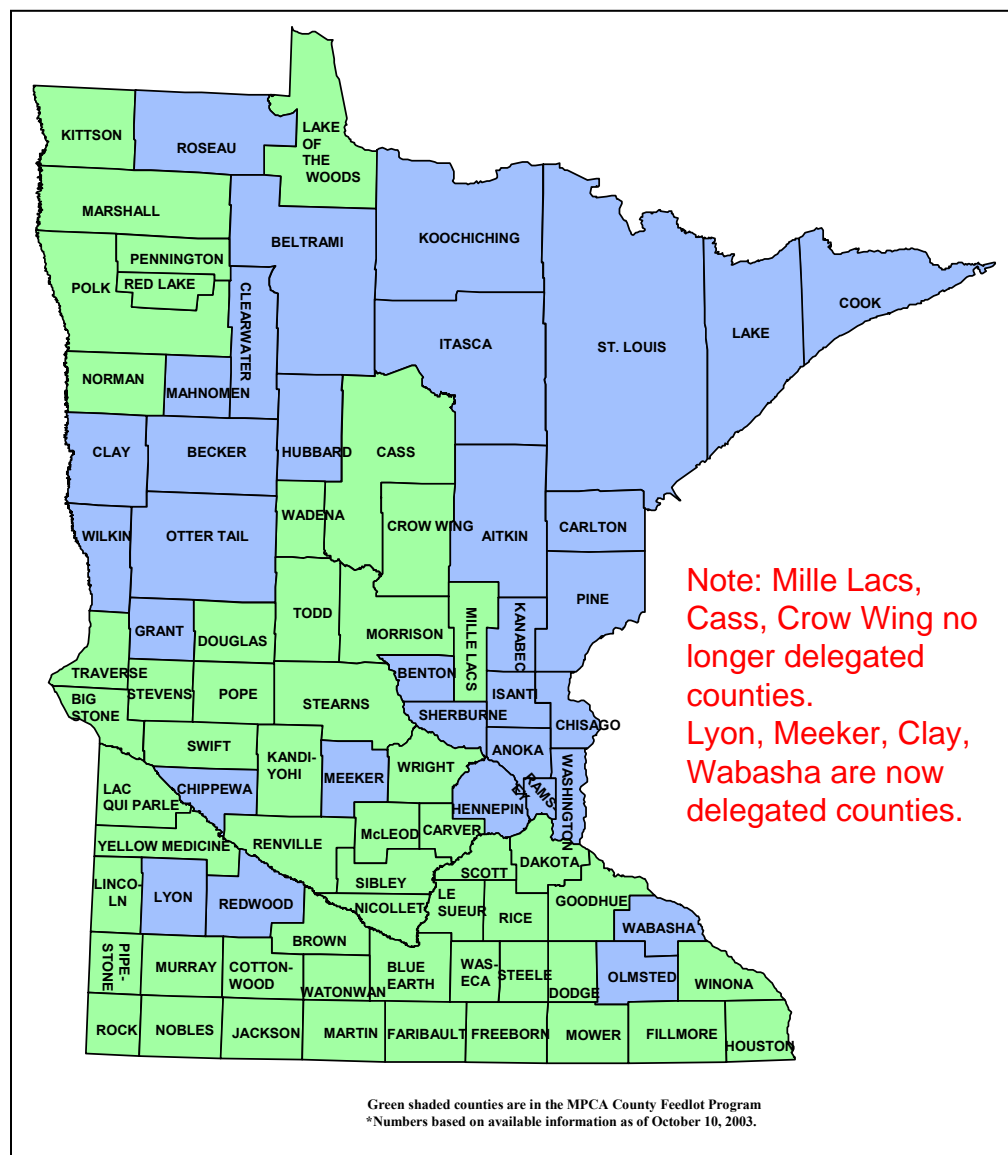 KITTSON
ROSEAU
LAKE
OF
THE
WOODS
MARSHALL
BELTRAMI
KOOCHICHING
PENNINGTON
POLK
RED LAKE
CLEARWATER
COOK
LAKE
ST. LOUIS
ITASCA
NORMAN
MAHNOMEN
CLAY
BECKER
HUBBARD
CASS
WADENA
CROW WING
AITKIN
CARLTON
WILKIN
OTTER TAIL
PINE
TODD
MORRISON
MILLE LACS
KANABEC
GRANT
DOUGLAS
TRAVERSE
STEVENS
POPE
STEARNS
BENTON
ISANTI
BIG
STONE
SHERBURNE
CHISAGO
SWIFT
KANDI-
YOHI
MEEKER
WRIGHT
ANOKA
RAMS-
EY
WASHINGTON
HENNEPIN
LAC
QUI PARLE
CHIPPEWA
YELLOW MEDICINE
RENVILLE
McLEOD
CARVER
SCOTT
DAKOTA
LINCO-
LN
LYON
REDWOOD
SIBLEY
NICOLLET
LE
SUEUR
RICE
GOODHUE
WABASHA
BROWN
PIPE-
STONE
MURRAY
COTTON-
WOOD
WATONWAN
BLUE
EARTH
WAS-
ECA
STEELE
DODGE
OLMSTED
WINONA
ROCK
NOBLES
JACKSON
MARTIN
FARIBAULT
FREEBORN
MOWER
FILLMORE
HOUSTON
Note: Mille Lacs,
Cass, Crow Wing no
longer delegated
counties.
Lyon, Meeker, Clay,
Wabasha are now
delegated counties.
Green shaded counties are in the MPCA County Feedlot Program
*Numbers based on available information as of October 10, 2003.